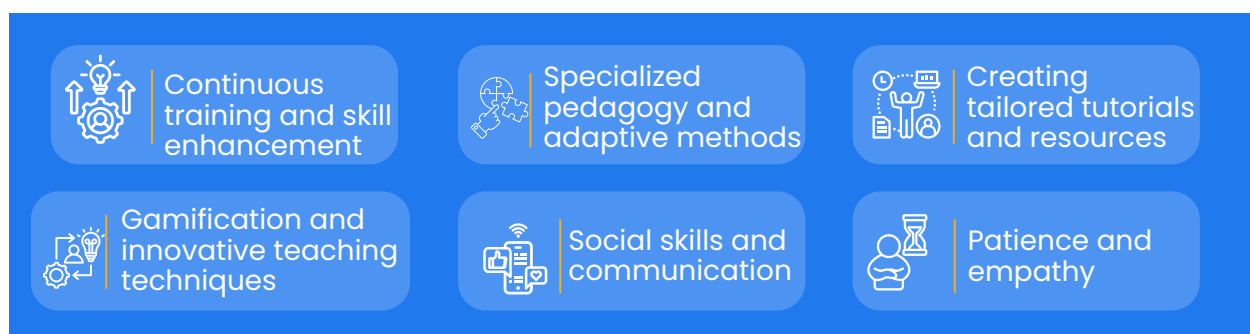 Continuous
training and skill
enhancement
Specialized
pedagogy and
adaptive methods
Creating
tailored tutorials
and resources
Gamification and
innovative teaching
techniques
Social skills and
communication
Patience and
empathy